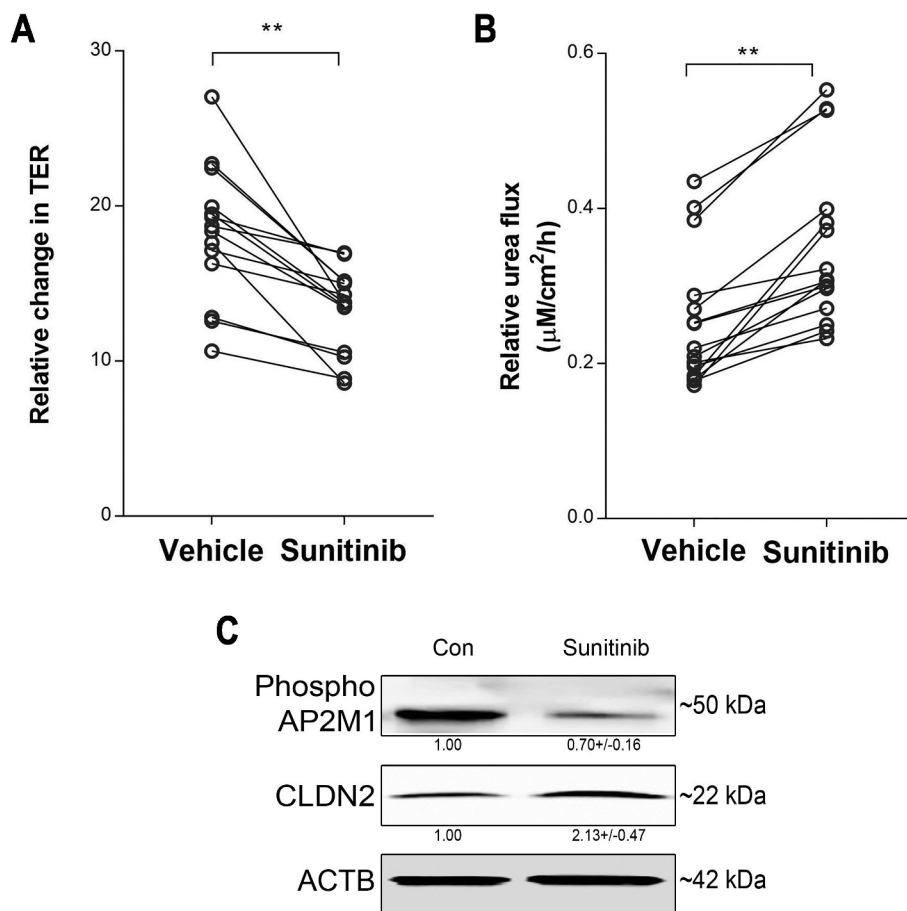 A
**
30
20
10
0
Relative change in TER
Vehicle Sunitinib
B
**
0.6
0.4
0.2
0.0
Relative urea flux
(μM/cm²/h)
Vehicle Sunitinib
C
Con Sunitinib
Phospho
AP2M1
~50 kDa
1.00 0.70+/-0.16
CLDN2 ~22 kDa
1.00 2.13+/-0.47
ACTB ~42 kDa